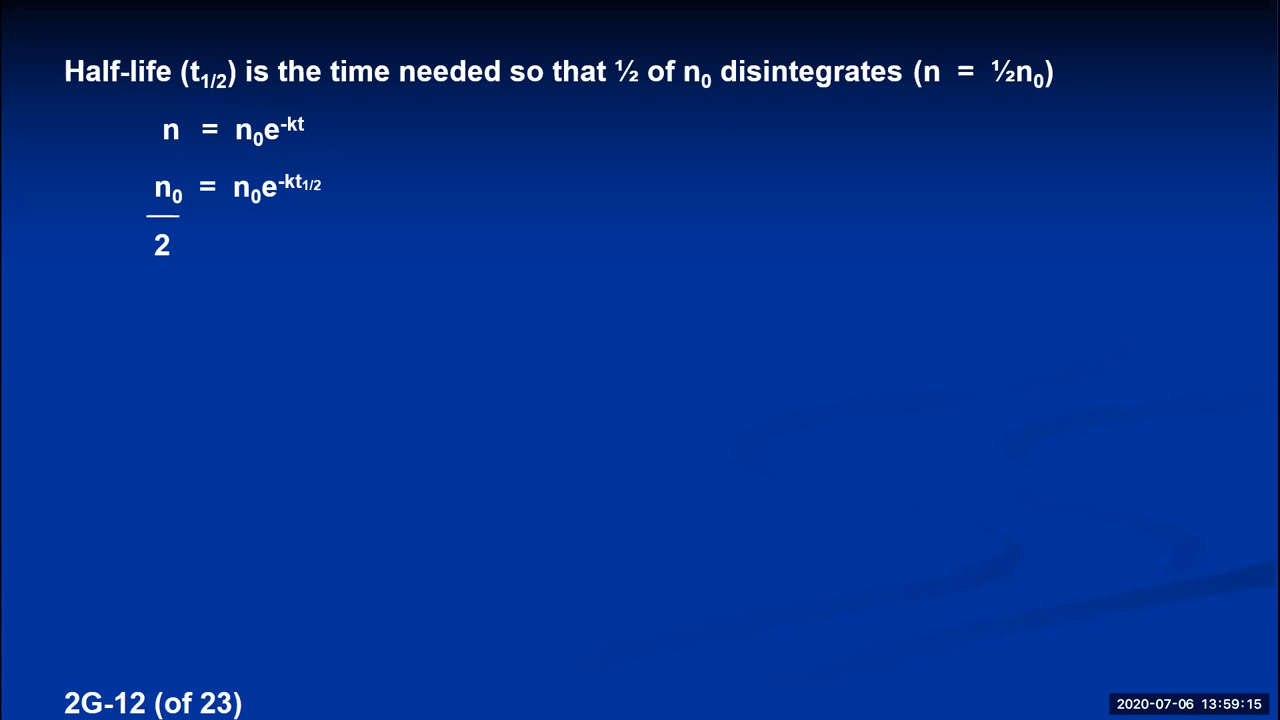 Half-life (t1/2) is the time needed so that ½ of n0 disintegrates (n = ½n0)
n = n0e-kt
n0 = n0e-kt1/2
2
2G-12 (of 23)
2020-07-06 13:59:15